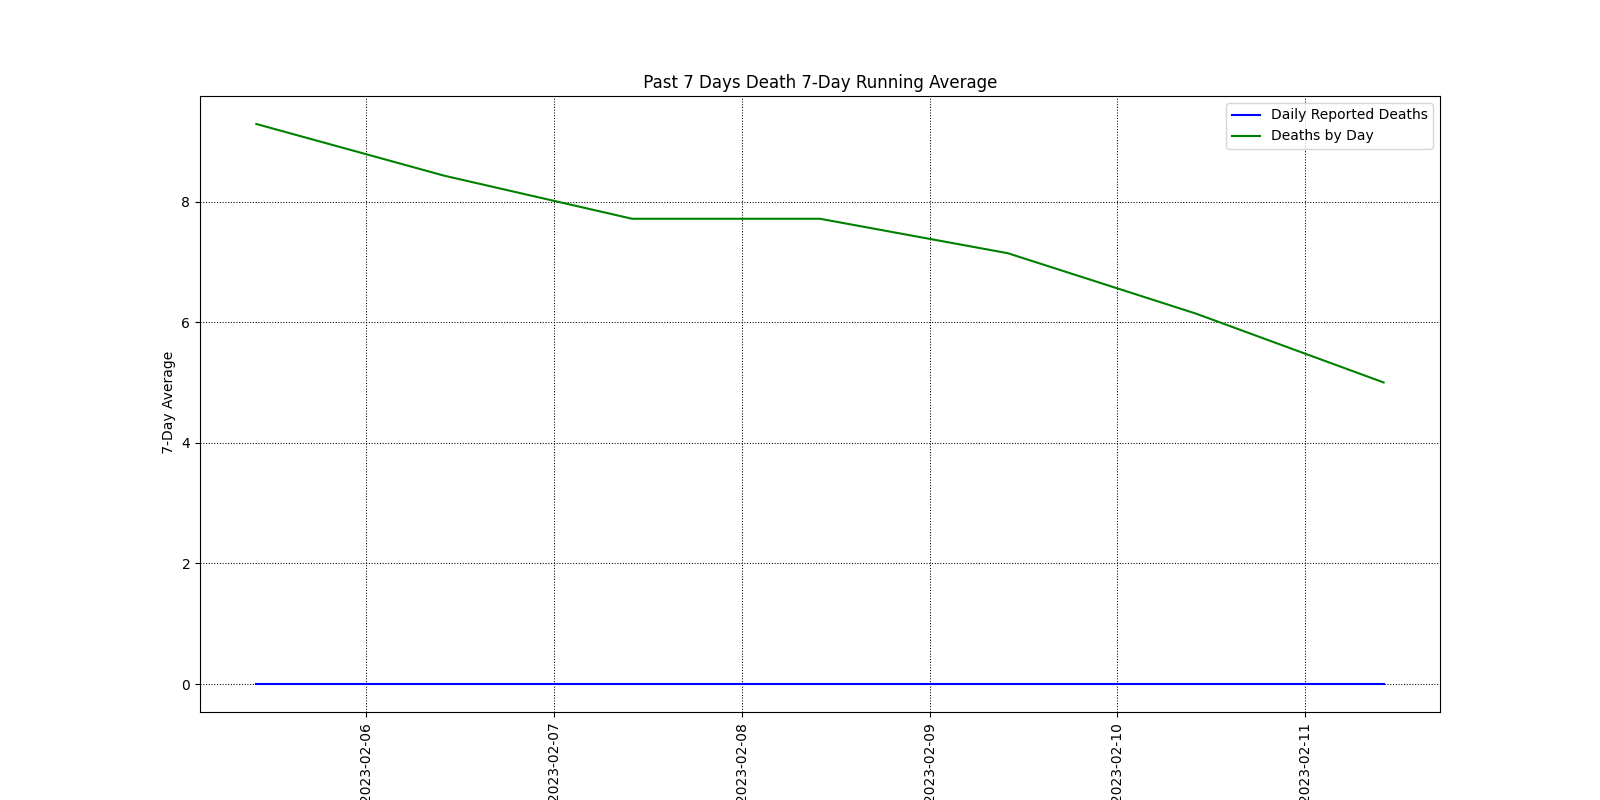 Past 7 Days Death 7-Day Running Average
Daily Reported Deaths
Deaths by Day
7-Day Average
8
6
4
2
0
2023-02-06
2023-02-07
2023-02-08
2023-02-09
2023-02-10
2023-02-11